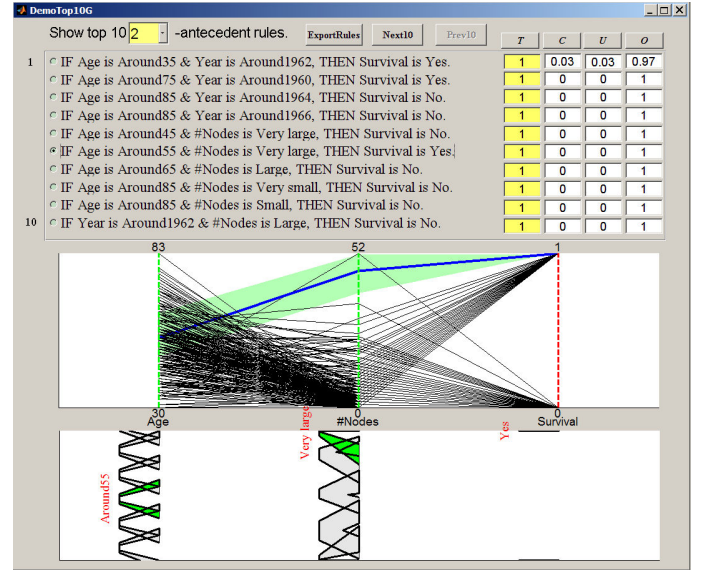 DemoTop10G
Show top 10 2 -antecedent rules. ExportRules Next10 Prev10 T C U O
1 IF Age is Around35 & Year is Around1962, THEN Survival is Yes. 1 0.03 0.03 0.97
IF Age is Around75 & Year is Around1960, THEN Survival is Yes. 1 0 0 1
IF Age is Around85 & Year is Around1964, THEN Survival is No. 1 0 0 1
IF Age is Around85 & Year is Around1966, THEN Survival is No. 1 0 0 1
IF Age is Around45 & #Nodes is Very large, THEN Survival is No. 1 0 0 1
IF Age is Around55 & #Nodes is Very large, THEN Survival is Yes. 1 0 0 1
IF Age is Around65 & #Nodes is Large, THEN Survival is No. 1 0 0 1
IF Age is Around85 & #Nodes is Very small, THEN Survival is No. 1 0 0 1
IF Age is Around85 & #Nodes is Small, THEN Survival is No. 1 0 0 1
10 IF Year is Around1962 & #Nodes is Large, THEN Survival is No. 1 0 0 1
83 52 1
30 0 0
Age #Nodes Survival
Around55 Very large Yes